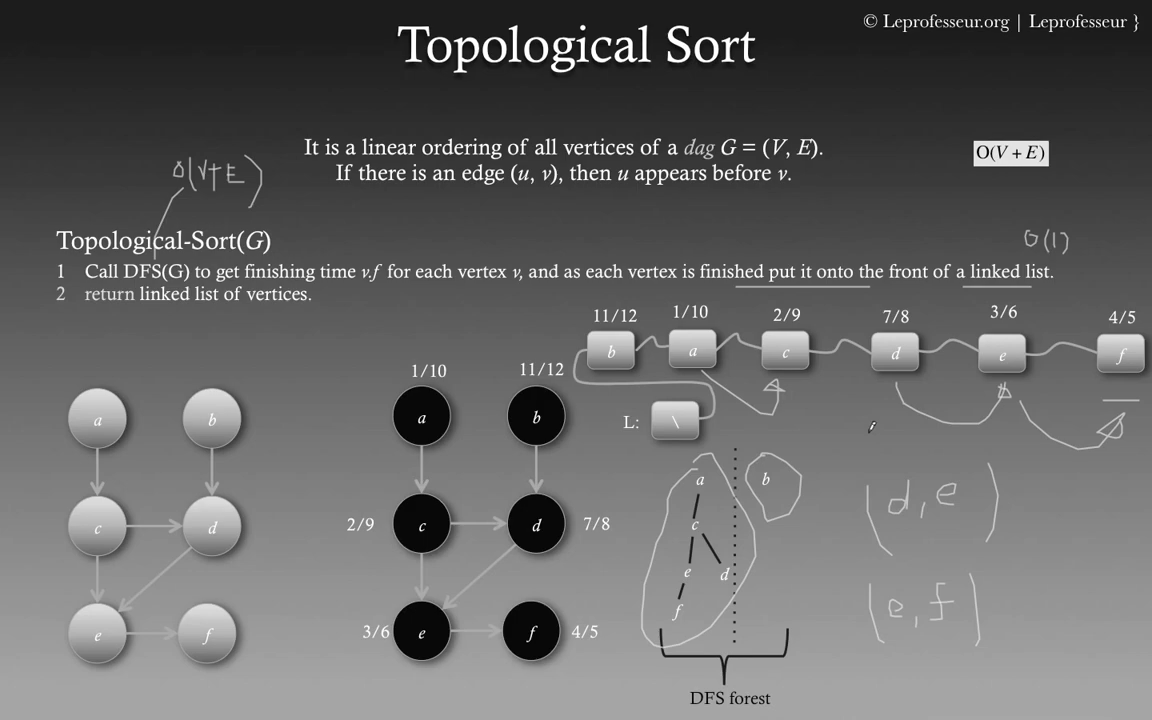 © Leprofesseur.org | Leprofesseur }
Topological Sort
It is a linear ordering of all vertices of a dag G = (V, E).
If there is an edge (u, v), then u appears before v.
O(V + E)
O(V+E)
Topological-Sort(G)
O(1)
1 Call DFS(G) to get finishing time v.f for each vertex v, and as each vertex is finished put it onto the front of a linked list.
2 return linked list of vertices.
11/12 1/10 2/9 7/8 3/6 4/5
b a c d e f
L: \
1/10 11/12
a b
a b
c d
2/9 c d 7/8
e f
3/6 e f 4/5
a b
c
e d
f
DFS forest
(d, e)
(e, f)